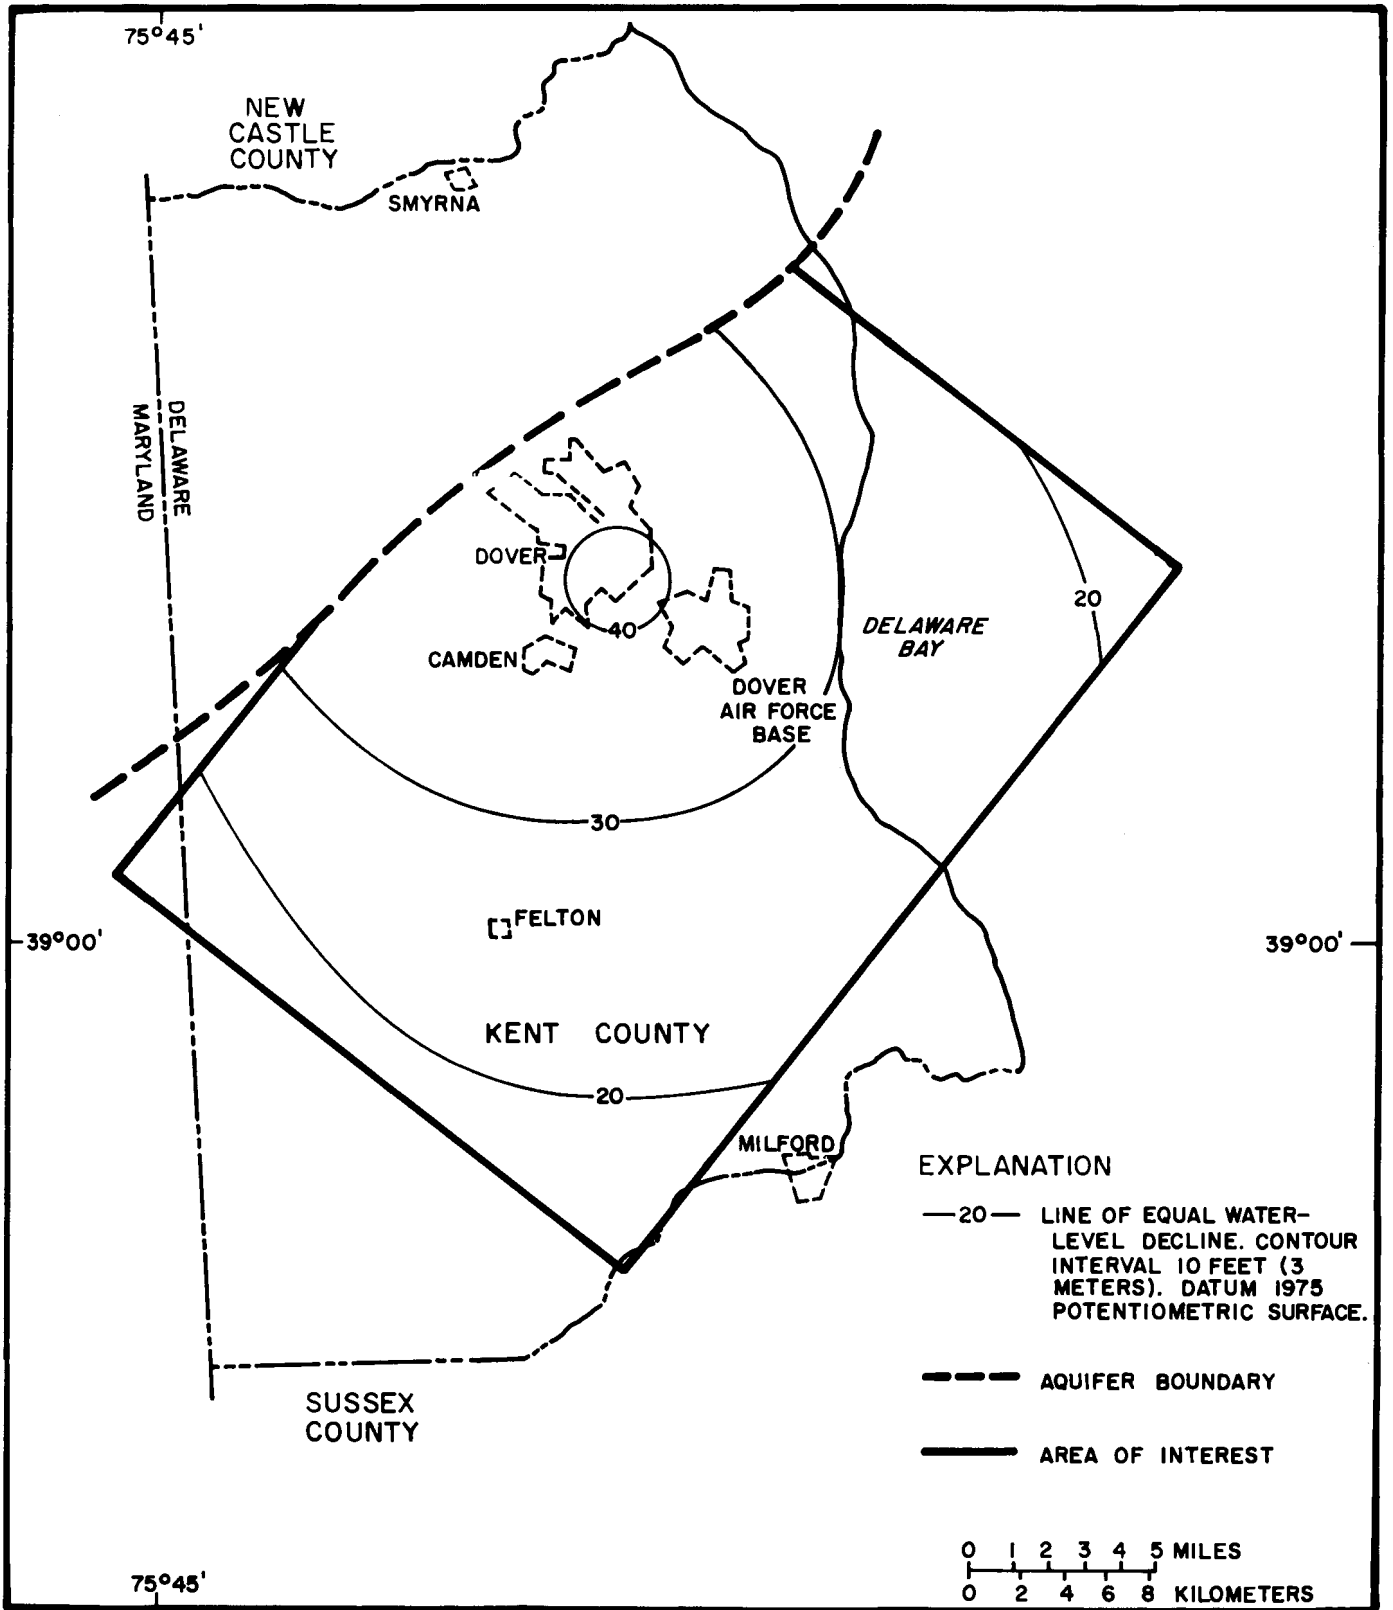 75°45'
NEW
CASTLE
COUNTY
SMYRNA
DELAWARE
MARYLAND
DOVER
40
CAMDEN
DELAWARE
BAY
20
DOVER
AIR FORCE
BASE
30
FELTON
39°00'
39°00'
KENT COUNTY
20
MILFORD
EXPLANATION
—20— LINE OF EQUAL WATER-
LEVEL DECLINE. CONTOUR
INTERVAL 10 FEET (3
METERS). DATUM 1975
POTENTIOMETRIC SURFACE.
AQUIFER BOUNDARY
SUSSEX
COUNTY
AREA OF INTEREST
0 1 2 3 4 5 MILES
0 2 4 6 8 KILOMETERS
75°45'